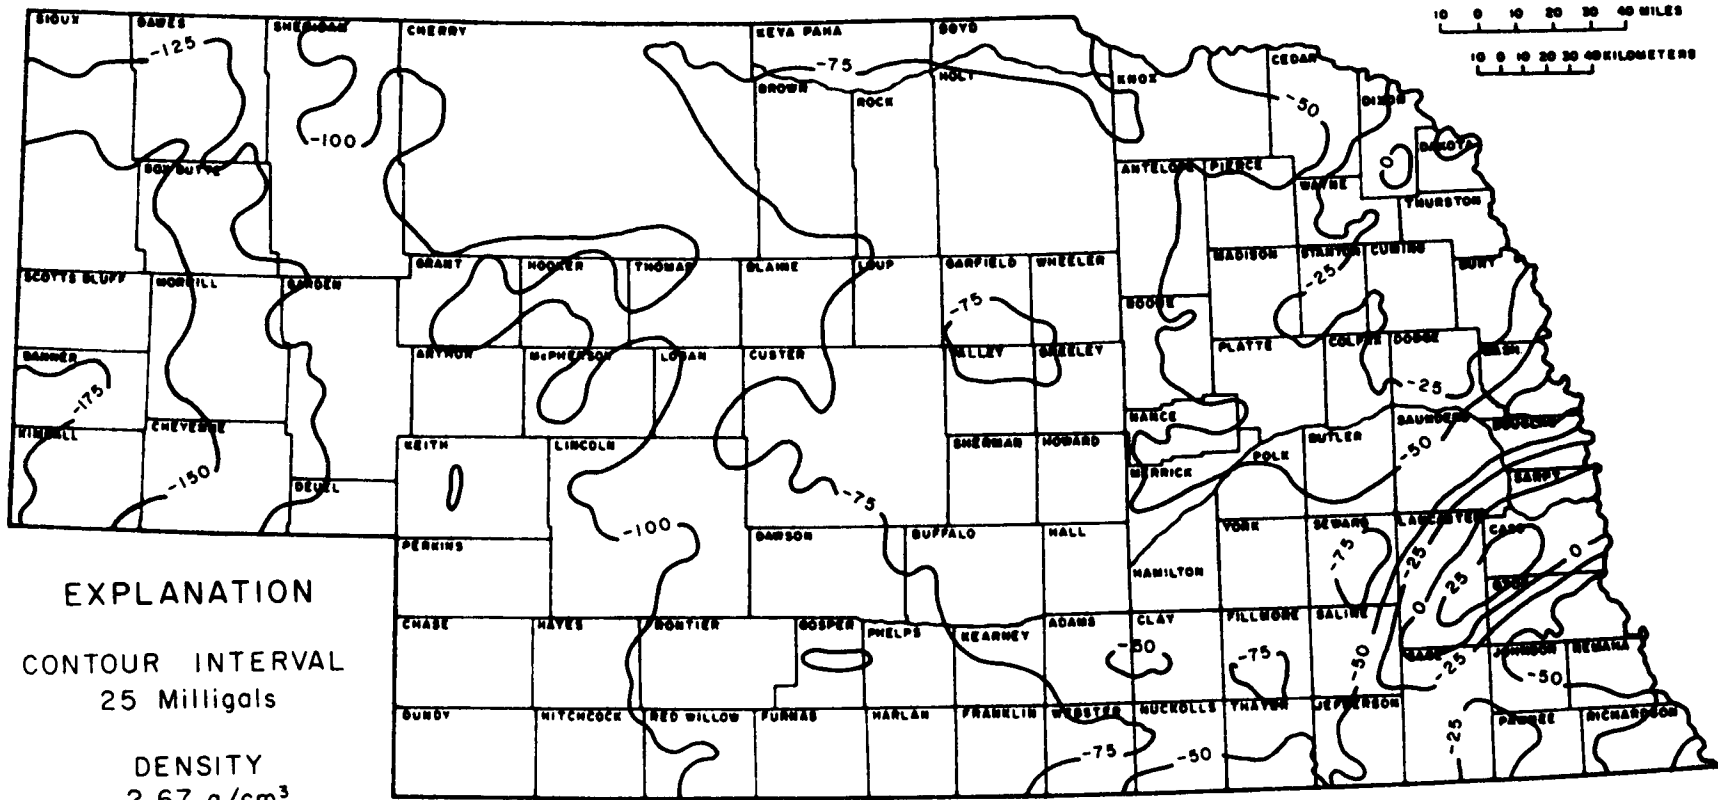 10 0 10 20 30 40 MILES
10 0 10 20 30 40 KILOMETERS
SIOUX
DAWES
SHERIDAN
CHERRY
KEYA PAHA
BOYD
-125
-75
HOLT
KNOX
CEDAR
BROWN
ROCK
-50
DIXON
-100
DAKOTA
0
BOX BUTTE
ANTELOPE
PIERCE
WAYNE
THURSTON
SCOTTS BLUFF
MORRILL
GARDEN
GRANT
HOOKER
THOMAS
BLAINE
LOUP
GARFIELD
WHEELER
MADISON
STANTON
CUMING
BURT
-25
-75
BOONE
BANNER
ARTHUR
McPHERSON
LOGAN
CUSTER
VALLEY
GREELEY
PLATTE
COLFAX
DODGE
WASH.
-175
-25
KIMBALL
CHEYENNE
NANCE
SAUNDERS
DOUGLAS
KEITH
LINCOLN
SHERMAN
HOWARD
MERRICK
POLK
BUTLER
-50
SARPY
-150
DEUEL
-75
-100
PERKINS
DAWSON
BUFFALO
HALL
HAMILTON
YORK
SEWARD
LANCASTER
CASS
-75
-25
0
OTOE
0
25
EXPLANATION
CHASE
HAYES
FRONTIER
GOSPER
PHELPS
KEARNEY
ADAMS
CLAY
FILLMORE
SALINE
-50
-75
-50
GAGE
-25
JOHNSON
NEMAHA
-50
CONTOUR INTERVAL
25 Milligals
DUNDY
HITCHCOCK
RED WILLOW
FURNAS
HARLAN
FRANKLIN
WEBSTER
NUCKOLLS
THAYER
JEFFERSON
PAWNEE
RICHARDSON
-75
-50
-25
DENSITY
2.67 g/cm³